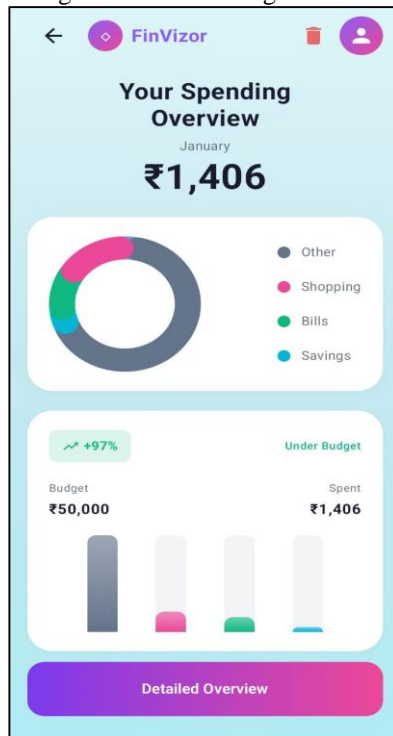 FinVizor
Your Spending
Overview
January
₹1,406
Other
Shopping
Bills
Savings
+97%
Under Budget
Budget
Spent
₹50,000
₹1,406
Detailed Overview